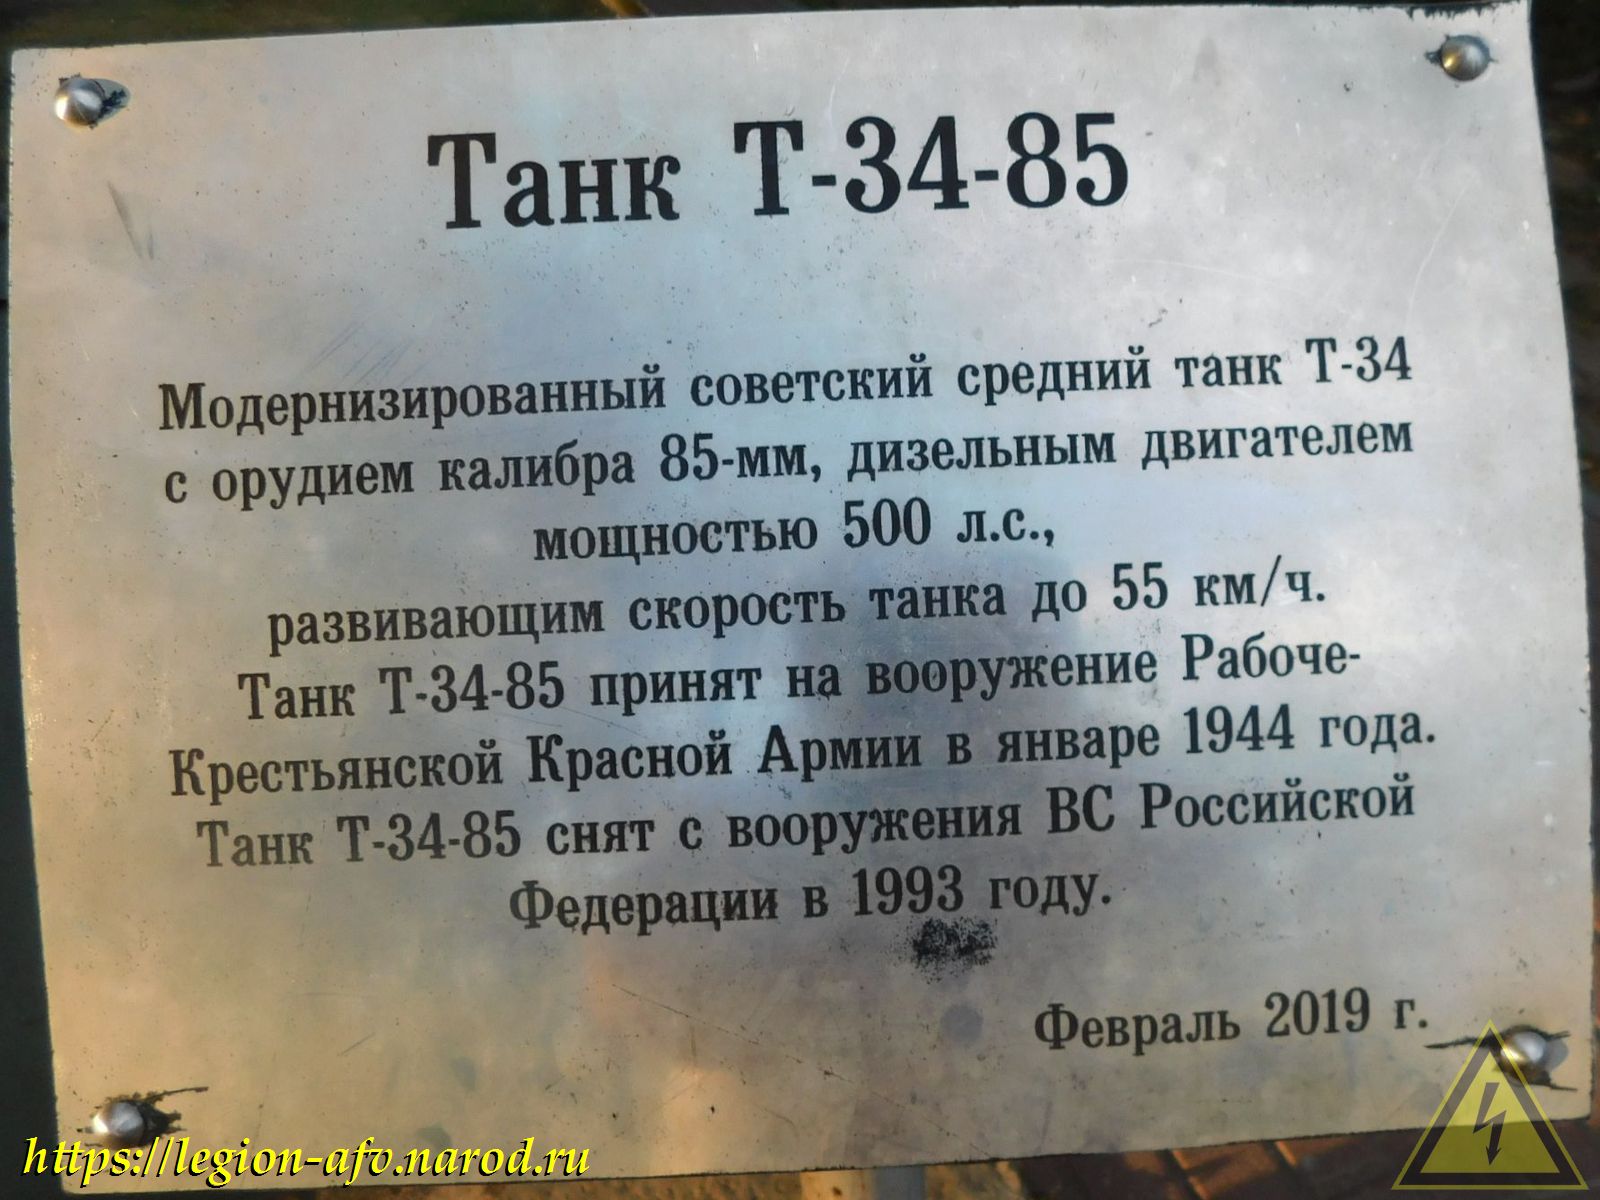 Танк Т-34-85
Модернизированный советский средний танк Т-34
с орудием калибра 85-мм, дизельным двигателем
мощностью 500 л.с.,
развивающим скорость танка до 55 км/ч.
Танк Т-34-85 принят на вооружение Рабоче-
Крестьянской Красной Армии в январе 1944 года.
Танк Т-34-85 снят с вооружения ВС Российской
Федерации в 1993 году.
Февраль 2019 г.
https://legion-afv.narod.ru